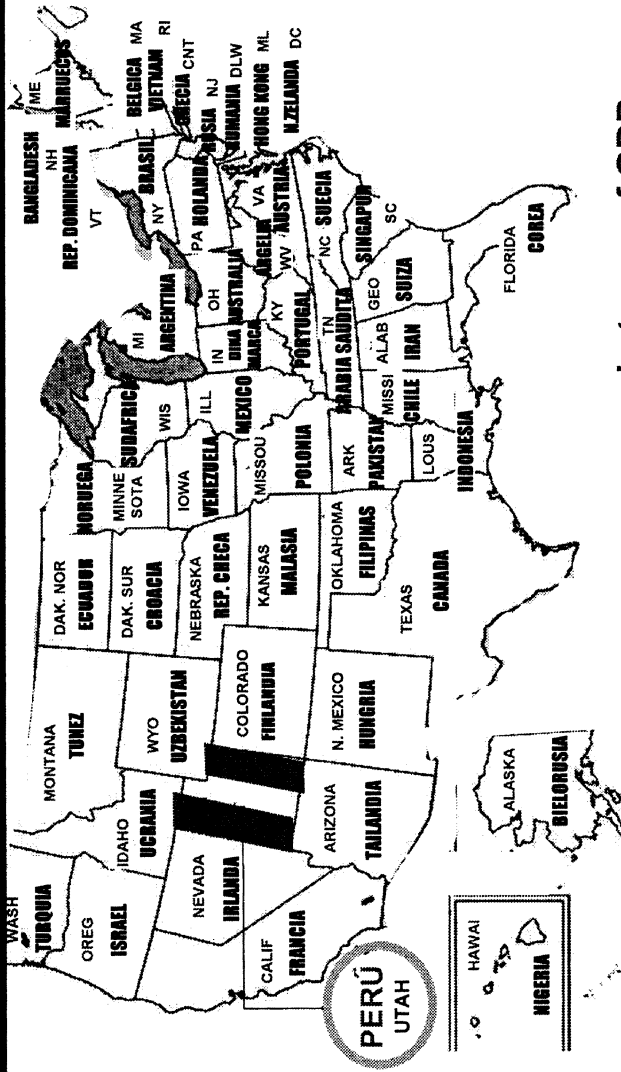 WASH
TURQUIA
OREG
ISRAEL
IDAHO
UCRANIA
MONTANA
TUNEZ
WYO
UZBEKISTAN
NEVADA
IRLANDA
CALIF
FRANCIA
PERÚ
UTAH
COLORADO
FINLANDIA
ARIZONA
TAILANDIA
N. MEXICO
HUNGRIA
DAK. NOR
ECUADOR
DAK. SUR
CROACIA
NEBRASKA
REP. CHECA
KANSAS
MALASIA
OKLAHOMA
FILIPINAS
TEXAS
CANADA
NORUEGA
MINNE
SOTA
IOWA
VENEZUELA
MISSOU
POLONIA
ARK
PAKISTAN
LOUS
INDONESIA
SUDAFRICA
WIS
ILL
MEXICO
MI
ARGENTINA
IN
DINA
MARCA
OH
AUSTRALIA
KY
PORTUGAL
TN
ARABIA SAUDITA
MISSI
CHILE
ALAB
IRAN
GEO
SUIZA
FLORIDA
COREA
SC
SINGAPUR
NC
SUECIA
VA
AUSTRIA
WV
ARGELIA
PA
HOLANDA
NY
BRASIL
VT
REP. DOMINICANA
NH
BANGLADESH
ME
MARRUECOS
BELGICA MA
VIETNAM RI
GRECIA CNT
RUSIA NJ
RUMANIA DLW
HONG KONG ML
N.ZELANDA DC
ALASKA
BIELORUSIA
HAWAI
NIGERIA